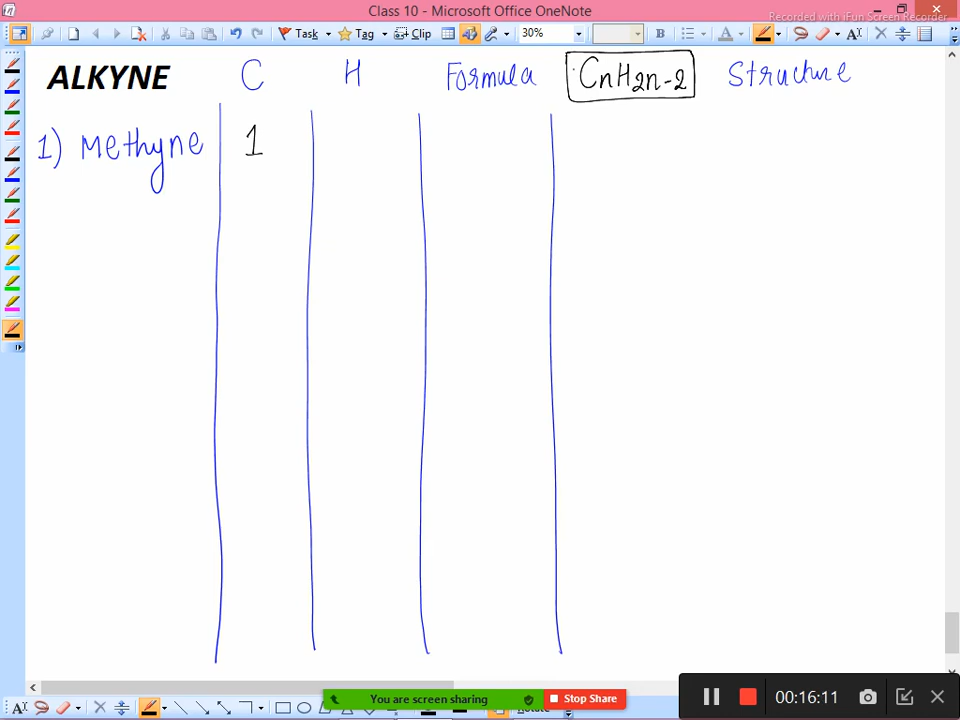 Class 10 - Microsoft Office OneNote
Recorded with iFun Screen Recorder
Task Tag Clip 30% B A A
ALKYNE C H Formula CnH2n-2 Structure
1) Methyne 1
You are screen sharing Stop Share
00:16:11